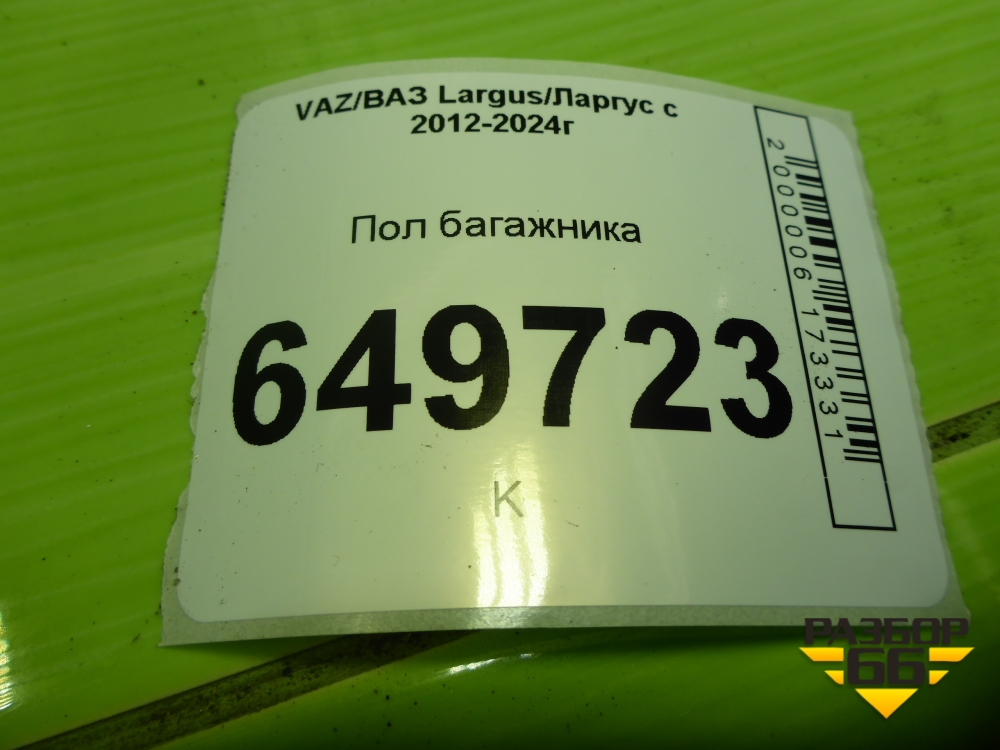 VAZ/ВАЗ Largus/Ларгус с
2012-2024г
Пол багажника
649723
К
2000006173331
РАЗБОР
66